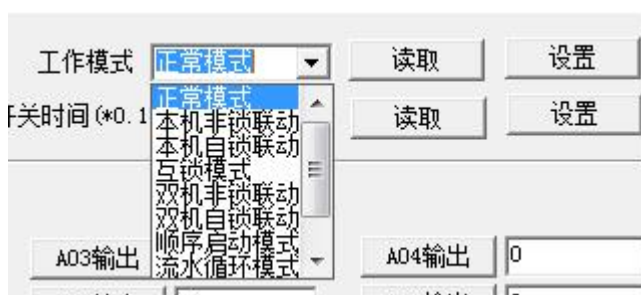 工作模式 正常模式 读取 设置
开关时间(*0.1 读取 设置
正常模式
本机非锁联动
本机自锁联动
互锁模式
双机非锁联动
双机自锁联动
顺序启动模式
流水循环模式
A03输出 A04输出 0